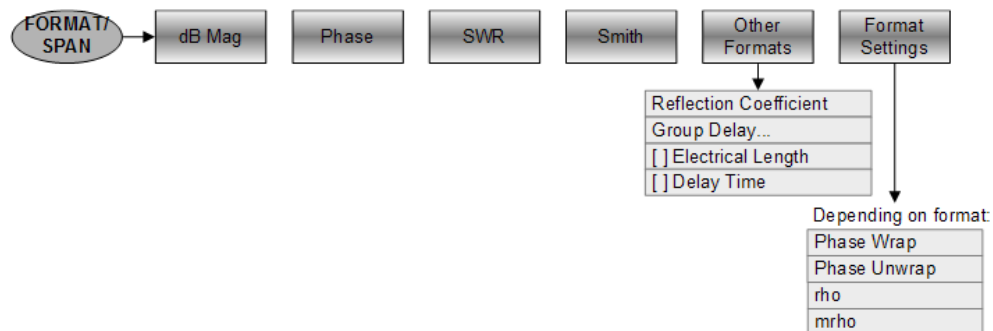 FORMAT/
SPAN
dB Mag
Phase
SWR
Smith
Other
Formats
Format
Settings
Reflection Coefficient
Group Delay...
[ ] Electrical Length
[ ] Delay Time
Depending on format:
Phase Wrap
Phase Unwrap
rho
mrho